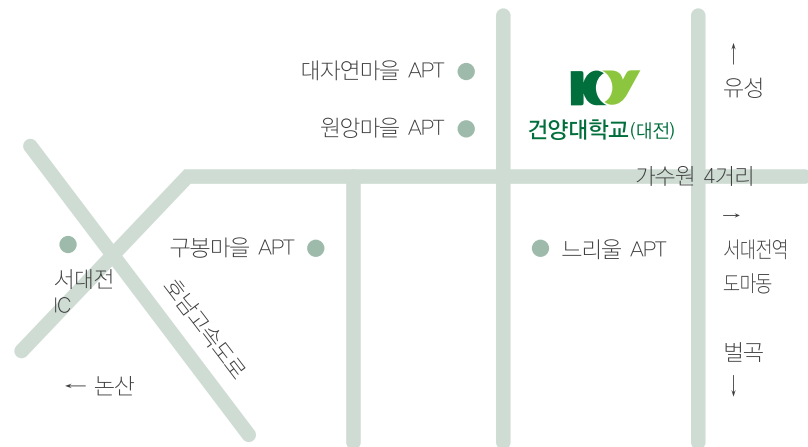 대자연마을 APT
원앙마을 APT
KY
건양대학교(대전)
↑
유성
가수원 4거리
구봉마을 APT
느리울 APT
→
서대전역
도마동
서대전
IC
호남고속도로
벌곡
↓
← 논산